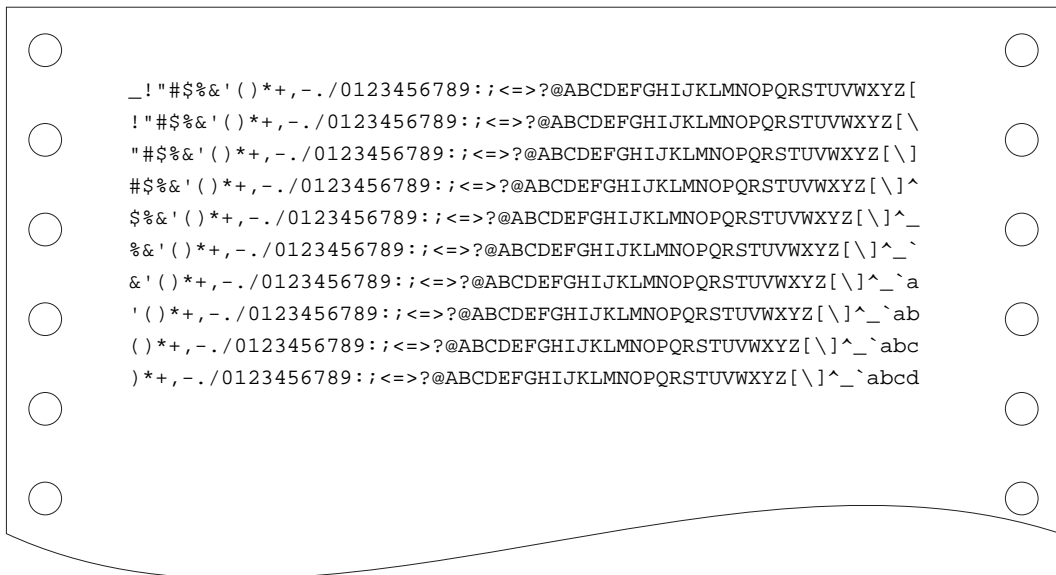 _!"#$%&'()*+,-./0123456789:;<=>?@ABCDEFGHIJKLMNOPQRSTUVWXYZ[
!"#$%&'()*+,-./0123456789:;<=>?@ABCDEFGHIJKLMNOPQRSTUVWXYZ[\
"#$%&'()*+,-./0123456789:;<=>?@ABCDEFGHIJKLMNOPQRSTUVWXYZ[\]
#$%&'()*+,-./0123456789:;<=>?@ABCDEFGHIJKLMNOPQRSTUVWXYZ[\]^
$%&'()*+,-./0123456789:;<=>?@ABCDEFGHIJKLMNOPQRSTUVWXYZ[\]^_
%&'()*+,-./0123456789:;<=>?@ABCDEFGHIJKLMNOPQRSTUVWXYZ[\]^_`
&'()*+,-./0123456789:;<=>?@ABCDEFGHIJKLMNOPQRSTUVWXYZ[\]^_`a
'()*+,-./0123456789:;<=>?@ABCDEFGHIJKLMNOPQRSTUVWXYZ[\]^_`ab
()*+,-./0123456789:;<=>?@ABCDEFGHIJKLMNOPQRSTUVWXYZ[\]^_`abc
)*+,-./0123456789:;<=>?@ABCDEFGHIJKLMNOPQRSTUVWXYZ[\]^_`abcd